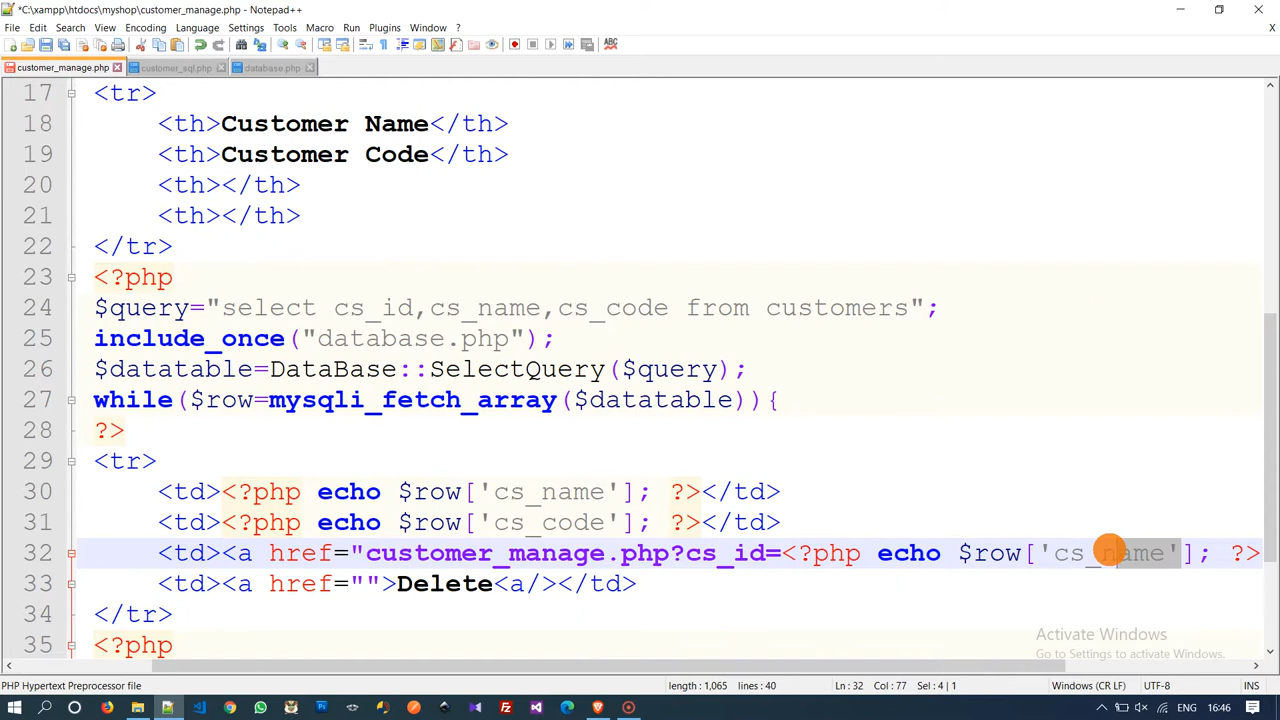 *C:\xampp\htdocs\myshop\customer_manage.php - Notepad++
File Edit Search View Encoding Language Settings Tools Macro Run Plugins Window ?
customer_manage.php customer_sql.php database.php
17 <tr>
18 <th>Customer Name</th>
19 <th>Customer Code</th>
20 <th></th>
21 <th></th>
22 </tr>
23 <?php
24 $query="select cs_id,cs_name,cs_code from customers";
25 include_once("database.php");
26 $datatable=DataBase::SelectQuery($query);
27 while($row=mysqli_fetch_array($datatable)){
28 ?>
29 <tr>
30 <td><?php echo $row['cs_name']; ?></td>
31 <td><?php echo $row['cs_code']; ?></td>
32 <td><a href="customer_manage.php?cs_id=<?php echo $row['cs_name']; ?>
33 <td><a href="">Delete<a/></td>
34 </tr>
35 <?php
Activate Windows
Go to Settings to activate Windows.
PHP Hypertext Preprocessor file length : 1,065 lines : 40 Ln : 32 Col : 77 Sel : 4 | 1 Windows (CR LF) UTF-8 INS
ENG 16:46